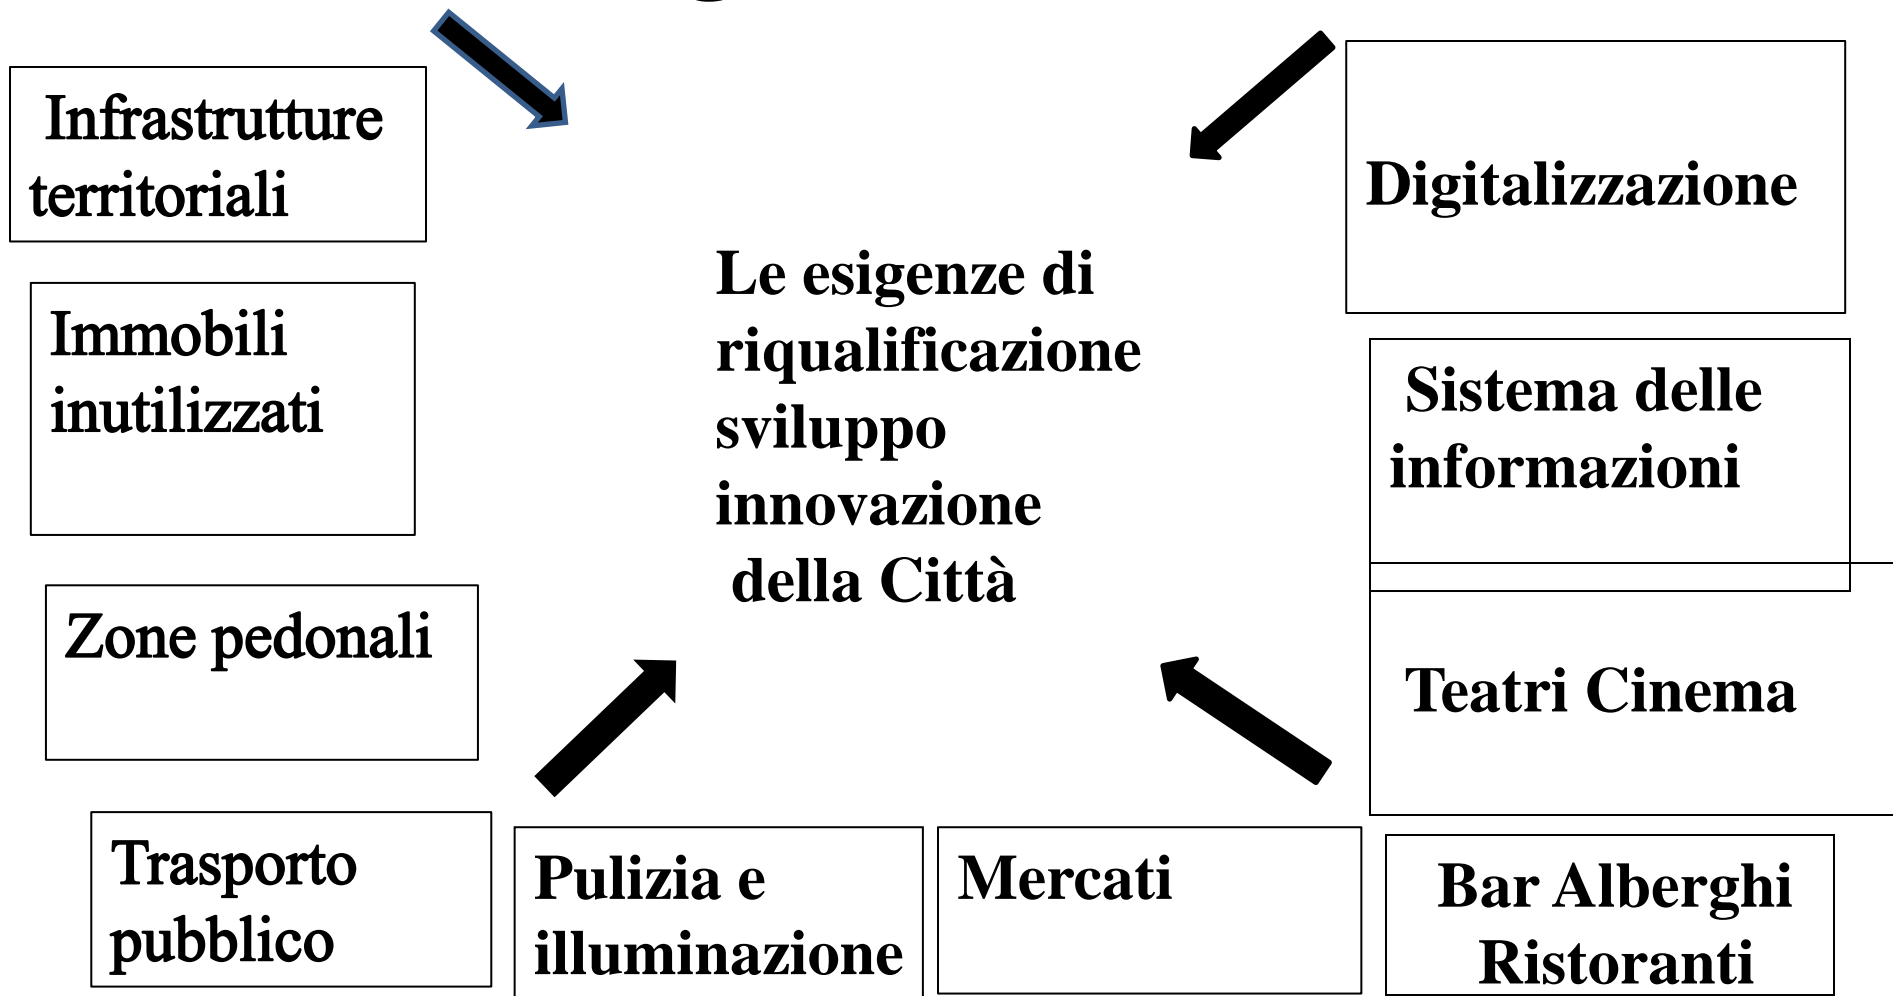 Infrastrutture
territoriali
Immobili
inutilizzati
Zone pedonali
Trasporto
pubblico
Le esigenze di
riqualificazione
sviluppo
innovazione
della Città
Pulizia e
illuminazione
Mercati
Digitalizzazione
Sistema delle
informazioni
Teatri Cinema
Bar Alberghi
Ristoranti